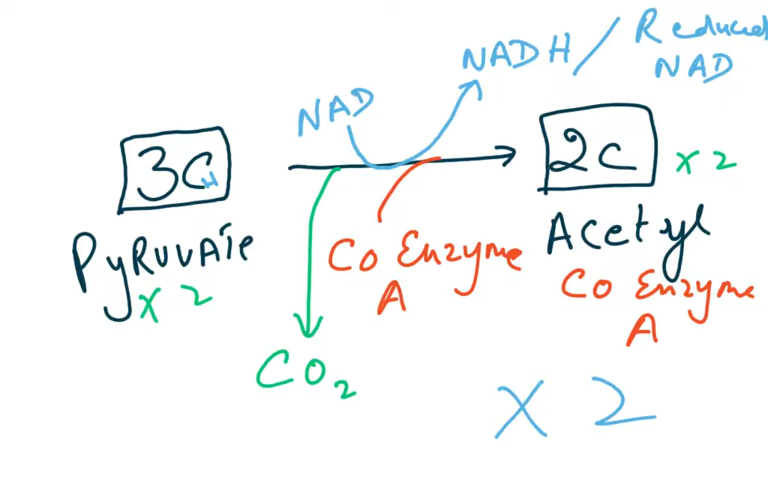 NADH / Reduced
NAD
NAD
3C
H
2C
x 2
Pyruvate
x 2
Co Enzyme
A
Acetyl
Co Enzyme
A
CO2
x 2